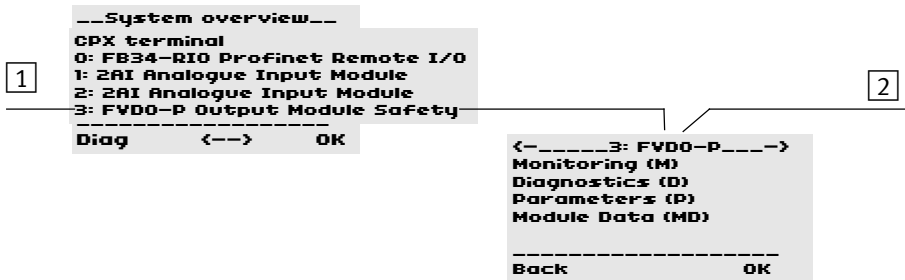 __System overview__
CPX terminal
0: FB34-RIO Profinet Remote I/O
1: 2AI Analogue Input Module
2: 2AI Analogue Input Module
3: FVDO-P Output Module Safety
--------------------
Diag <--> OK
1
2
<-_____3: FVDO-P___->
Monitoring (M)
Diagnostics (D)
Parameters (P)
Module Data (MD)
--------------------
Back OK